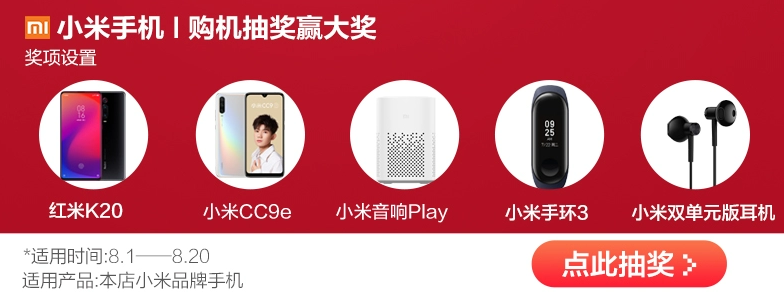 mi 小米手机 | 购机抽奖赢大奖
奖项设置
08
16
CC9
09
25
红米K20
小米CC9e
小米音响Play
小米手环3
小米双单元版耳机
*适用时间:8.1——8.20
适用产品:本店小米品牌手机
点此抽奖